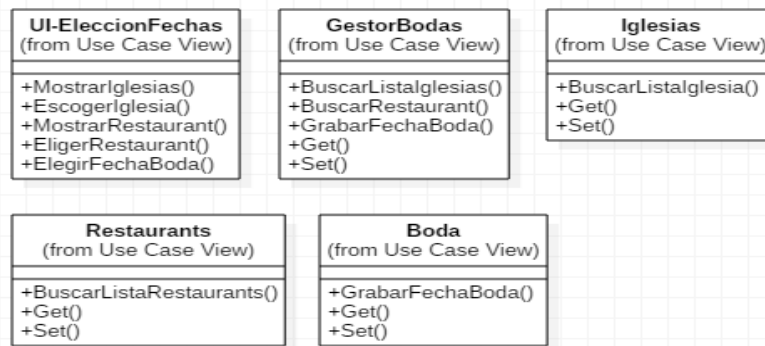 UI-EleccionFechas
(from Use Case View)
+MostrarIglesias()
+EscogerIglesia()
+MostrarRestaurant()
+EligerRestaurant()
+ElegirFechaBoda()
GestorBodas
(from Use Case View)
+BuscarListaIglesias()
+BuscarRestaurant()
+GrabarFechaBoda()
+Get()
+Set()
Iglesias
(from Use Case View)
+BuscarListaIglesia()
+Get()
+Set()
Restaurants
(from Use Case View)
+BuscarListaRestaurants()
+Get()
+Set()
Boda
(from Use Case View)
+GrabarFechaBoda()
+Get()
+Set()